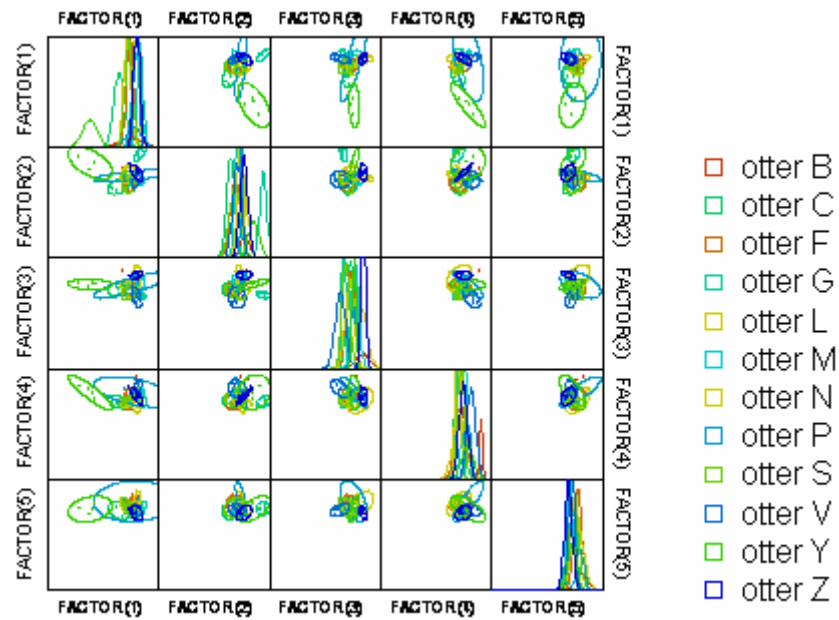 FACTOR(1) FACTOR(2) FACTOR(3) FACTOR(4) FACTOR(5)
FACTOR(1) FACTOR(1)
FACTOR(2) FACTOR(2)
FACTOR(3) FACTOR(3)
FACTOR(4) FACTOR(4)
FACTOR(5) FACTOR(5)
FACTOR(1) FACTOR(2) FACTOR(3) FACTOR(4) FACTOR(5)
otter B
otter C
otter F
otter G
otter L
otter M
otter N
otter P
otter S
otter V
otter Y
otter Z